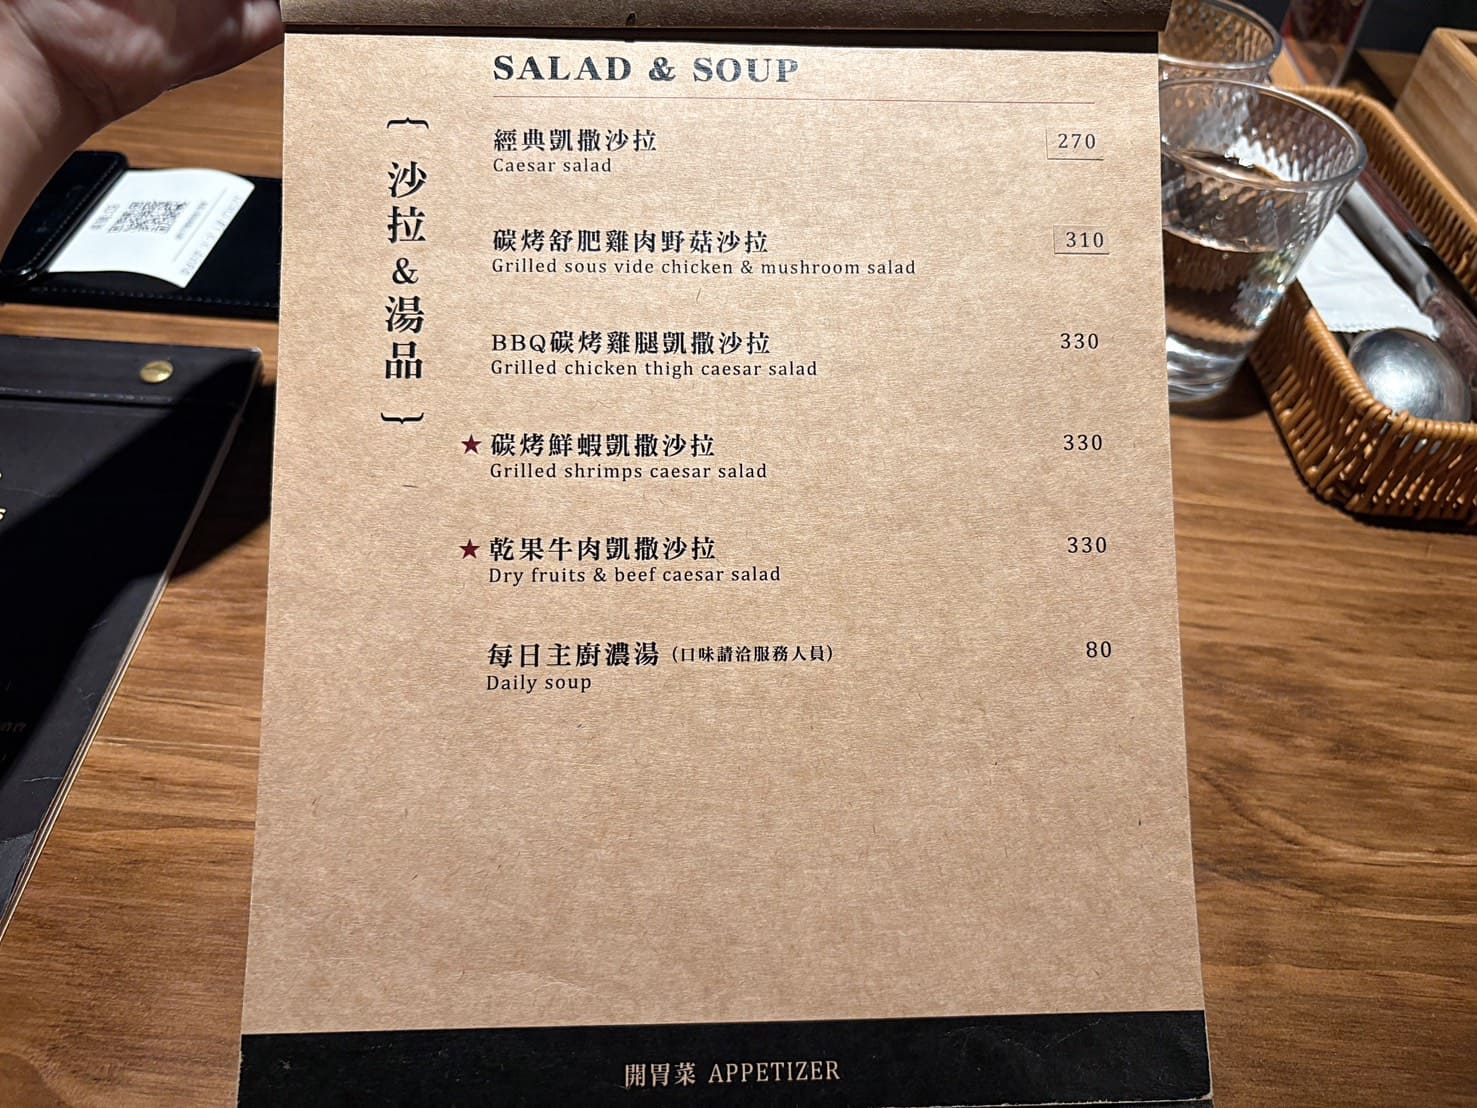 SALAD & SOUP
{ 沙拉&湯品 }
經典凱撒沙拉 270
Caesar salad
碳烤舒肥雞肉野菇沙拉 310
Grilled sous vide chicken & mushroom salad
BBQ碳烤雞腿凱撒沙拉 330
Grilled chicken thigh caesar salad
★ 碳烤鮮蝦凱撒沙拉 330
Grilled shrimps caesar salad
★ 乾果牛肉凱撒沙拉 330
Dry fruits & beef caesar salad
每日主廚濃湯（口味請洽服務人員） 80
Daily soup
開胃菜 APPETIZER